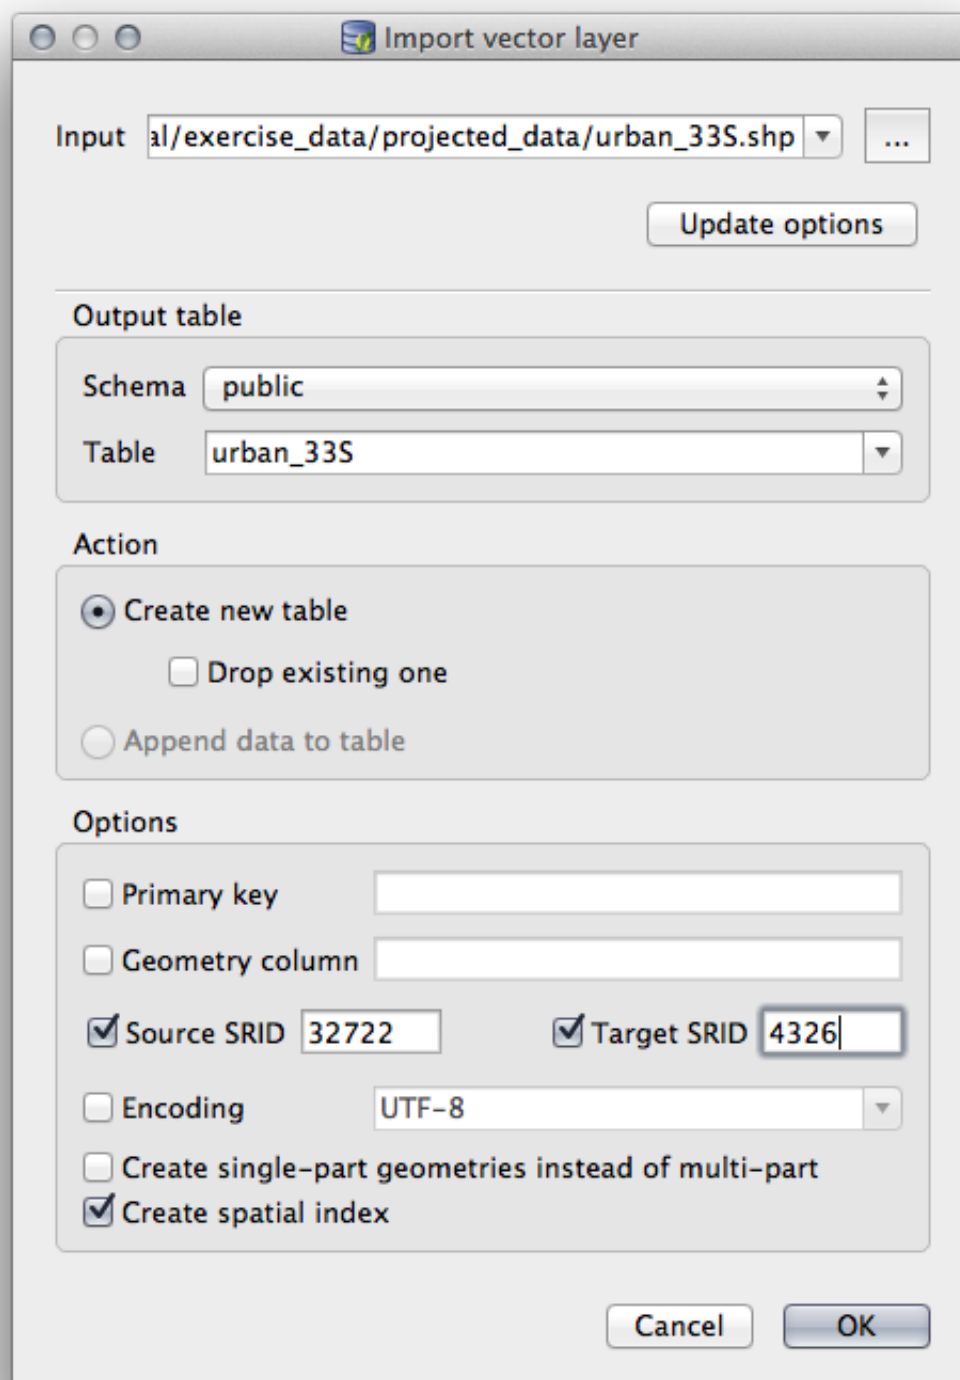 Import vector layer
Input al/exercise_data/projected_data/urban_33S.shp ...
Update options
Output table
Schema public
Table urban_33S
Action
Create new table
Drop existing one
Append data to table
Options
Primary key
Geometry column
Source SRID 32722 Target SRID 4326
Encoding UTF-8
Create single-part geometries instead of multi-part
Create spatial index
Cancel OK